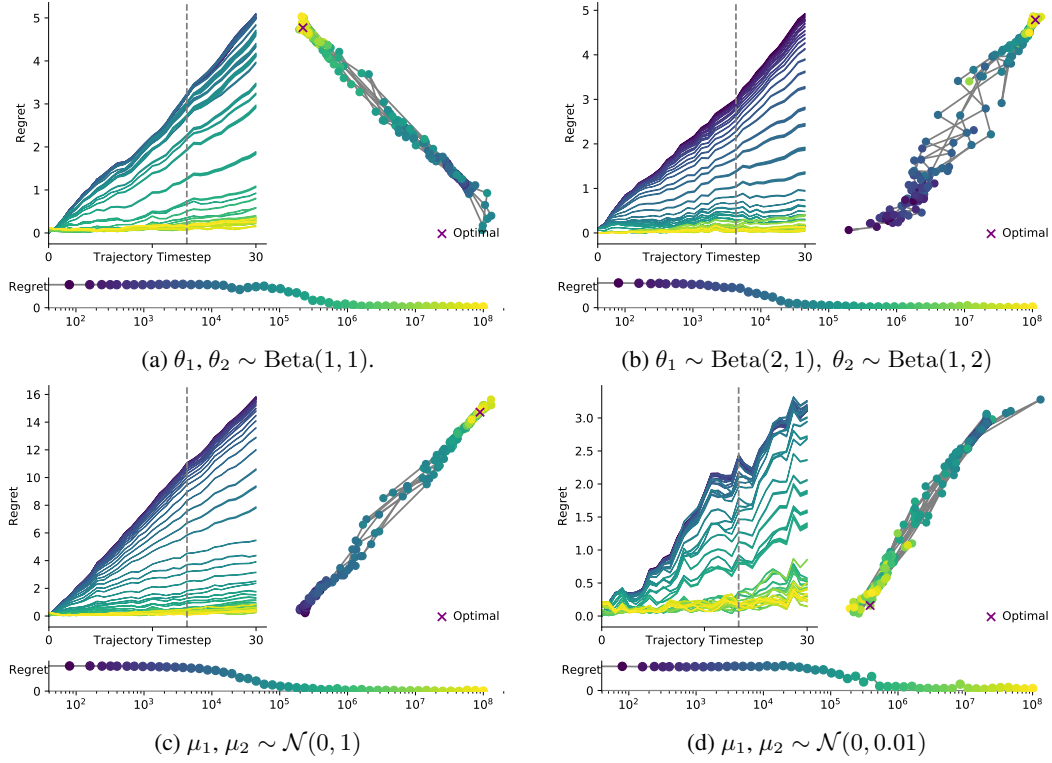 5
4
3
2
1
0
Regret
0
Trajectory Timestep
30
Optimal
Regret
0
10² 10³ 10⁴ 10⁵ 10⁶ 10⁷ 10⁸
(a) θ₁, θ₂ ∼ Beta(1, 1).
5
4
3
2
1
0
Regret
0
Trajectory Timestep
30
Optimal
Regret
0
10² 10³ 10⁴ 10⁵ 10⁶ 10⁷ 10⁸
(b) θ₁ ∼ Beta(2, 1), θ₂ ∼ Beta(1, 2)
16
14
12
10
8
6
4
2
0
Regret
0
Trajectory Timestep
30
Optimal
Regret
0
10² 10³ 10⁴ 10⁵ 10⁶ 10⁷ 10⁸
(c) μ₁, μ₂ ∼ 𝒩(0, 1)
3.0
2.5
2.0
1.5
1.0
0.5
0.0
Regret
0
Trajectory Timestep
30
Optimal
Regret
0
10² 10³ 10⁴ 10⁵ 10⁶ 10⁷ 10⁸
(d) μ₁, μ₂ ∼ 𝒩(0, 0.01)